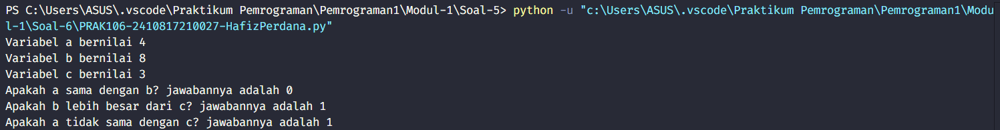 PS C:\Users\ASUS\.vscode\Praktikum Pemrograman\Pemrograman1\Modul-1\Soal-5> python -u "c:\Users\ASUS\.vscode\Praktikum Pemrograman\Pemrograman1\Modu
l-1\Soal-6\PRAK106-2410817210027-HafizPerdana.py"
Variabel a bernilai 4
Variabel b bernilai 8
Variabel c bernilai 3
Apakah a sama dengan b? jawabannya adalah 0
Apakah b lebih besar dari c? jawabannya adalah 1
Apakah a tidak sama dengan c? jawabannya adalah 1